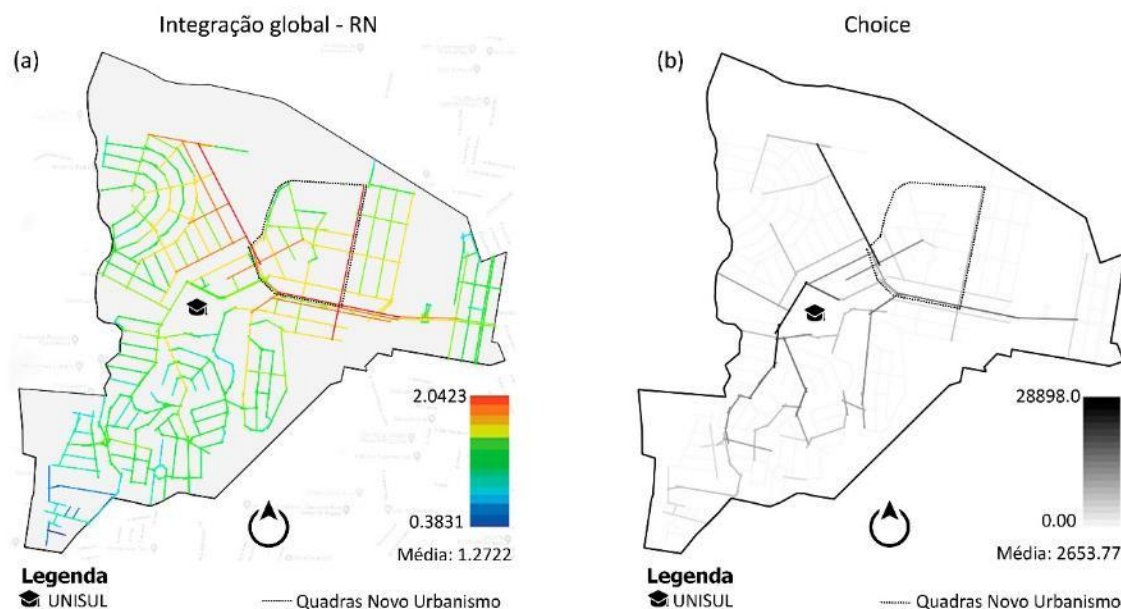 Integração global - RN
(a)
2.0423
0.3831
Média: 1.2722
Legenda
UNISUL
Quadras Novo Urbanismo
Choice
(b)
28898.0
0.00
Média: 2653.77
Legenda
UNISUL
Quadras Novo Urbanismo